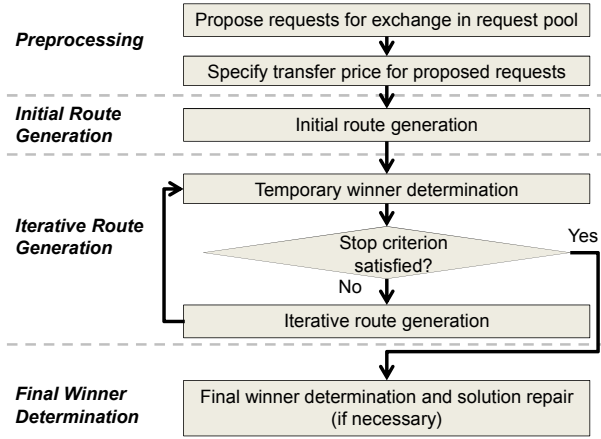 Preprocessing
Propose requests for exchange in request pool
Specify transfer price for proposed requests
Initial Route
Generation
Initial route generation
Iterative Route
Generation
Temporary winner determination
Stop criterion
satisfied?
Yes
No
Iterative route generation
Final Winner
Determination
Final winner determination and solution repair
(if necessary)